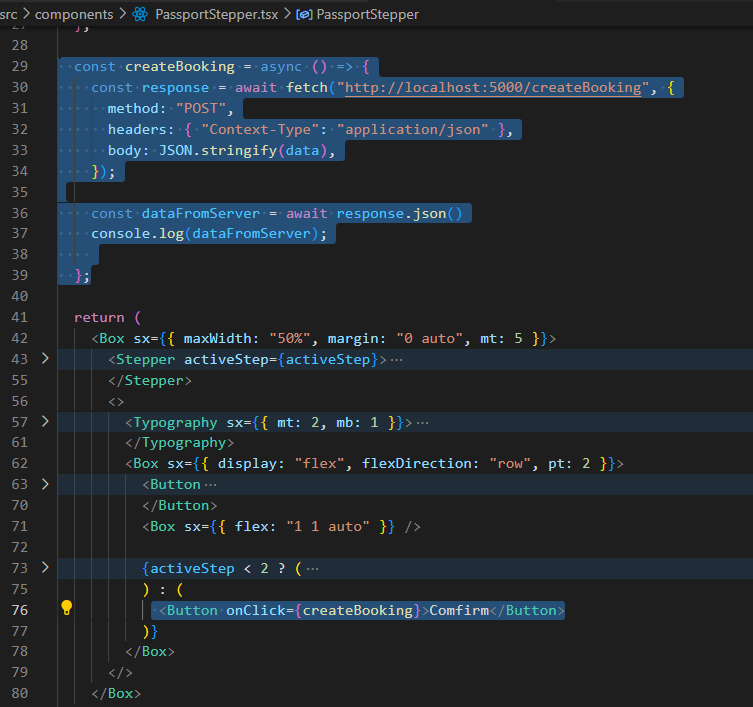 src > components > PassportStepper.tsx > PassportStepper
28
29 const createBooking = async () => {
30 const response = await fetch("http://localhost:5000/createBooking", {
31 method: "POST",
32 headers: { "Context-Type": "application/json" },
33 body: JSON.stringify(data),
34 });
35
36 const dataFromServer = await response.json()
37 console.log(dataFromServer);
38
39 };
40
41 return (
42 <Box sx={{ maxWidth: "50%", margin: "0 auto", mt: 5 }}>
43 > <Stepper activeStep={activeStep}>···
55 </Stepper>
56 <>
57 > <Typography sx={{ mt: 2, mb: 1 }}>···
61 </Typography>
62 <Box sx={{ display: "flex", flexDirection: "row", pt: 2 }}>
63 > <Button···
70 </Button>
71 <Box sx={{ flex: "1 1 auto" }} />
72
73 > {activeStep < 2 ? (···
75 ) : (
76 <Button onClick={createBooking}>Comfirm</Button>
77 )}
78 </Box>
79 </>
80 </Box>